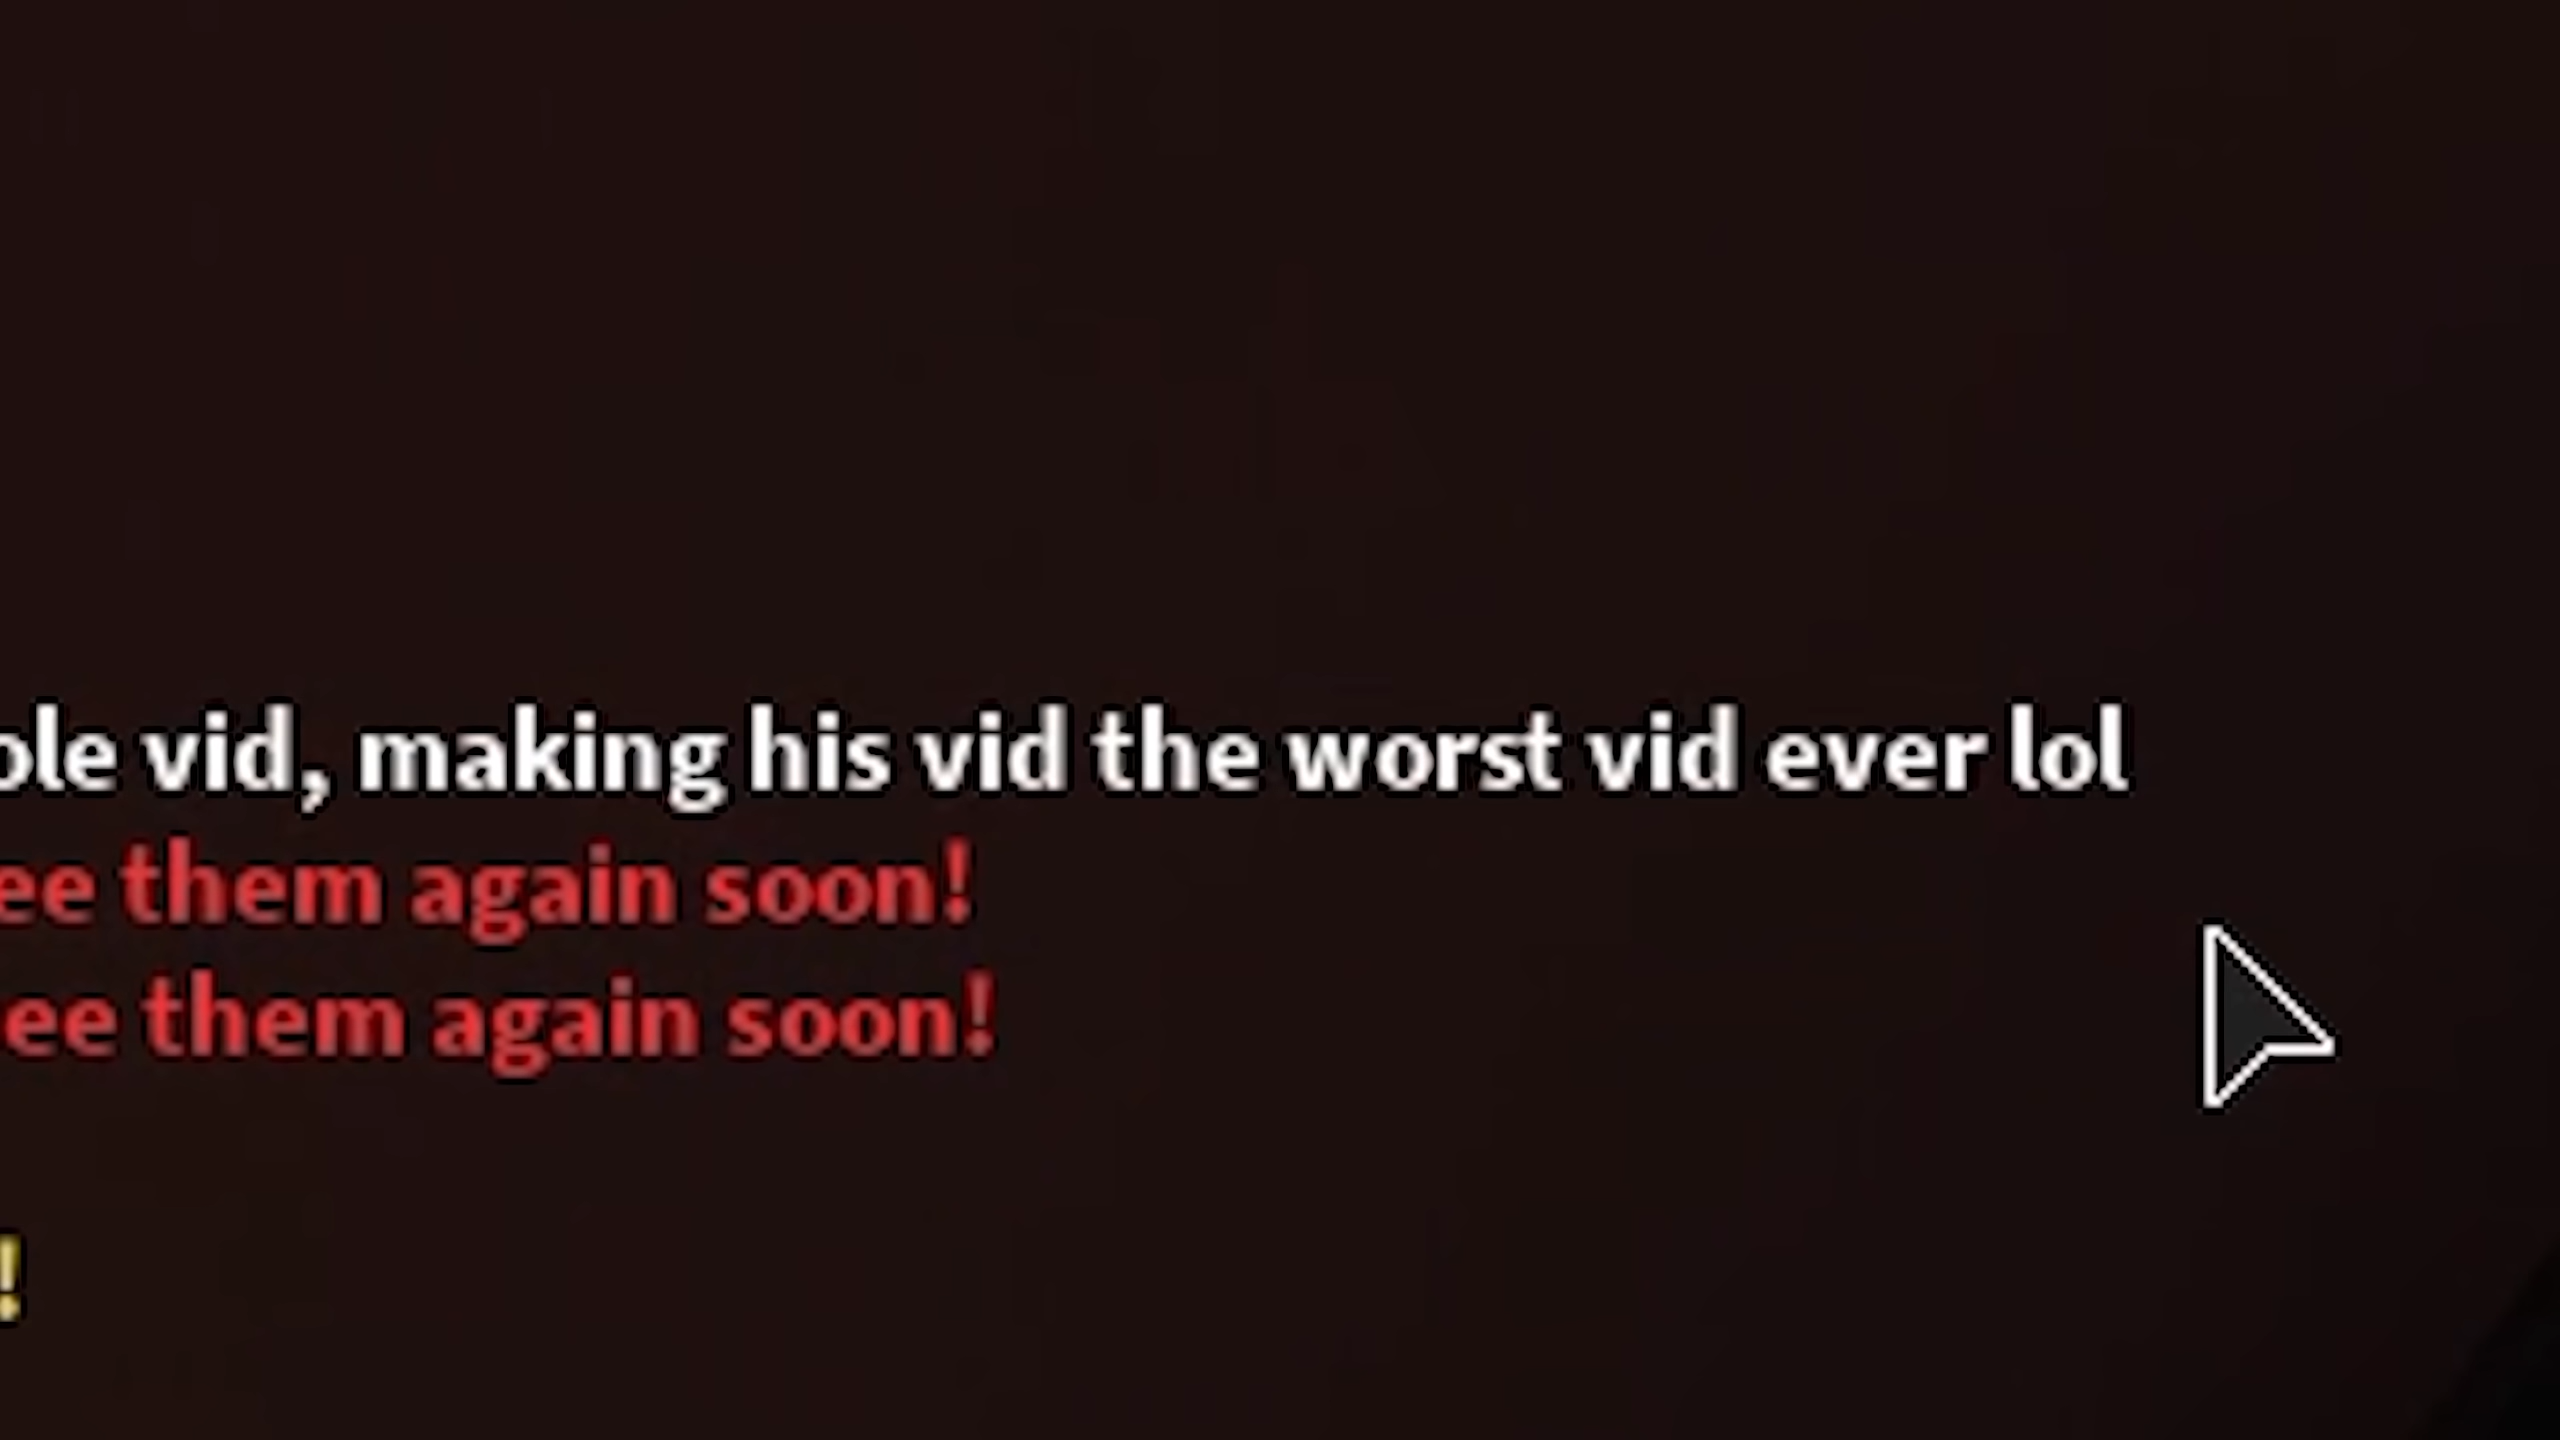 ole vid, making his vid the worst vid ever lol
ee them again soon!
ee them again soon!
!